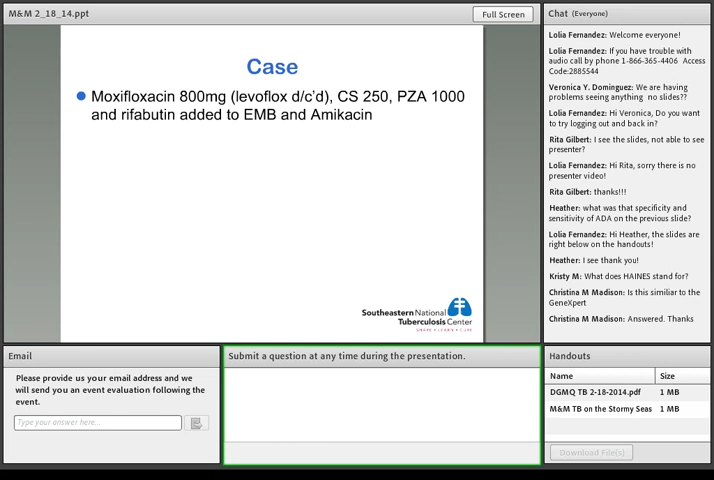 M&M 2_18_14.ppt
Full Screen
Case
Moxifloxacin 800mg (levoflox d/c'd), CS 250, PZA 1000
and rifabutin added to EMB and Amikacin
Southeastern National
Tuberculosis Center
Chat (Everyone)
Lolia Fernandez: Welcome everyone!
Lolia Fernandez: If you have trouble with
audio call by phone 1-866-365-4406 Access
Code:2885544
Veronica Y. Dominguez: We are having
problems seeing anything no slides??
Lolia Fernandez: Hi Veronica, Do you want
to try logging out and back in?
Rita Gilbert: I see the slides, not able to see
presenter?
Lolia Fernandez: Hi Rita, sorry there is no
presenter video!
Rita Gilbert: thanks!!!
Heather: what was that specificity and
sensitivity of ADA on the previous slide?
Lolia Fernandez: Hi Heather, the slides are
right below on the handouts!
Heather: I see thank you!
Kristy M: What does HAINES stand for?
Christina M Madison: Is this similiar to the
GeneXpert
Christina M Madison: Answered. Thanks
Email
Please provide us your email address and we
will send you an event evaluation following the
event.
Type your answer here...
Submit a question at any time during the presentation.
Handouts
Name Size
DGMQ TB 2-18-2014.pdf 1 MB
M&M TB on the Stormy Seas 1 MB
Download File(s)